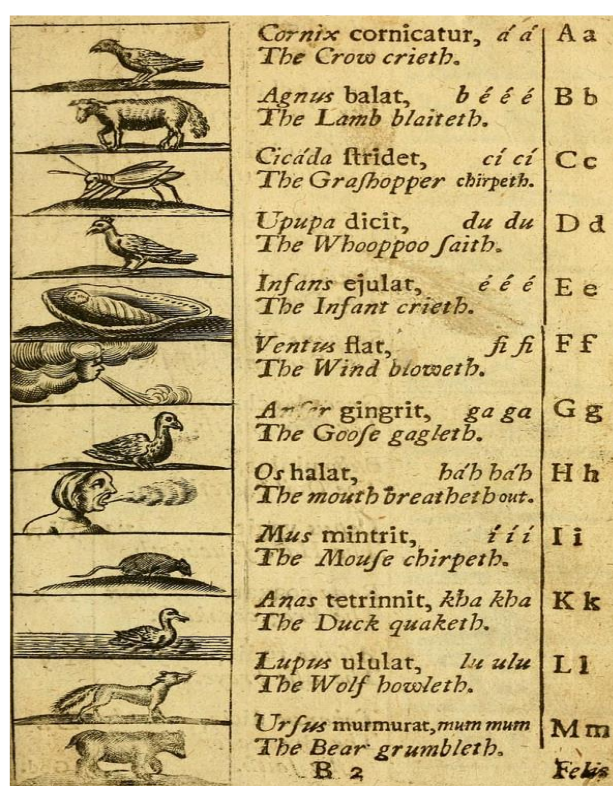 Cornix cornicatur, á á A a
The Crow crieth.
Agnus balat, b é é é B b
The Lamb blaiteth.
Cicáda ſtridet, cí cí C c
The Graſhopper chirpeth.
Upupa dicit, du du D d
The Whooppoo ſaith.
Infans ejulat, é é é E e
The Infant crieth.
Ventus flat, fi fi F f
The Wind bloweth.
gingrit, ga ga G g
The Gooſe gagleth.
Os halat, há'h há'h H h
The mouth breatheth out.
Mus mintrit, í í í I i
The Mouſe chirpeth.
Anas tetrinnit, kha kha K k
The Duck quaketh.
Lupus ululat, lu ulu L l
The Wolf howleth.
Urſus murmurat, mum mum M m
The Bear grumbleth.
B 2 Felis